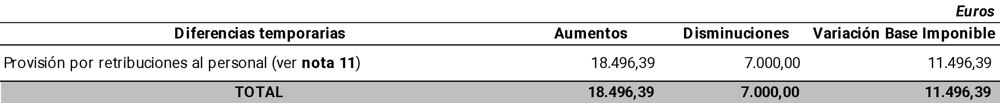 Euros
Diferencias temporarias Aumentos Disminuciones Variación Base Imponible
Provisión por retribuciones al personal (ver nota 11) 18.496,39 7.000,00 11.496,39
TOTAL 18.496,39 7.000,00 11.496,39